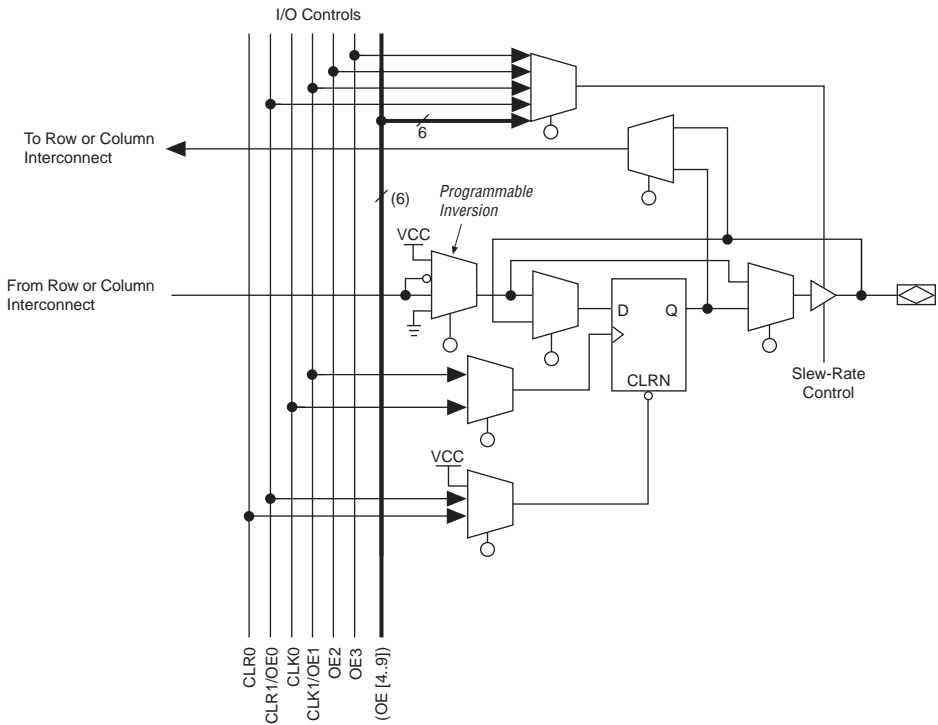 I/O Controls
6
To Row or Column
Interconnect
(6)
Programmable
Inversion
VCC
From Row or Column
Interconnect
D
Q
CLRN
Slew-Rate
Control
VCC
CLR0
CLR1/OE0
CLK0
CLK1/OE1
OE2
OE3
(OE [4..9])